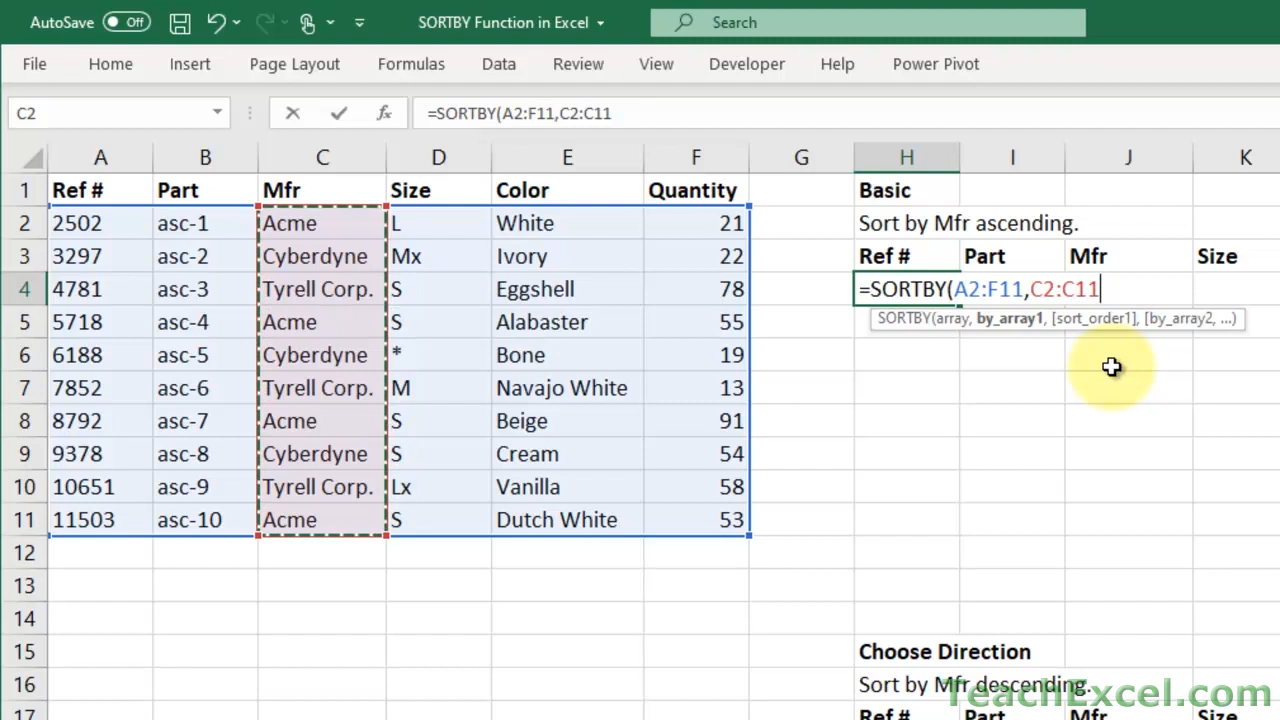 AutoSave Off SORTBY Function in Excel Search
File Home Insert Page Layout Formulas Data Review View Developer Help Power Pivot
C2 fx =SORTBY(A2:F11,C2:C11
A B C D E F G H I J K
1 Ref # Part Mfr Size Color Quantity Basic
2 2502 asc-1 Acme L White 21 Sort by Mfr ascending.
3 3297 asc-2 Cyberdyne Mx Ivory 22 Ref # Part Mfr Size
4 4781 asc-3 Tyrell Corp. S Eggshell 78 =SORTBY(A2:F11,C2:C11
5 5718 asc-4 Acme S Alabaster 55 SORTBY(array, by_array1, [sort_order1], [by_array2, ...)
6 6188 asc-5 Cyberdyne * Bone 19
7 7852 asc-6 Tyrell Corp. M Navajo White 13
8 8792 asc-7 Acme S Beige 91
9 9378 asc-8 Cyberdyne S Cream 54
10 10651 asc-9 Tyrell Corp. Lx Vanilla 58
11 11503 asc-10 Acme S Dutch White 53
12
13
14
15 Choose Direction
16 Sort by Mfr descending.
TeachExcel.com
17 Ref # Part Mfr Size